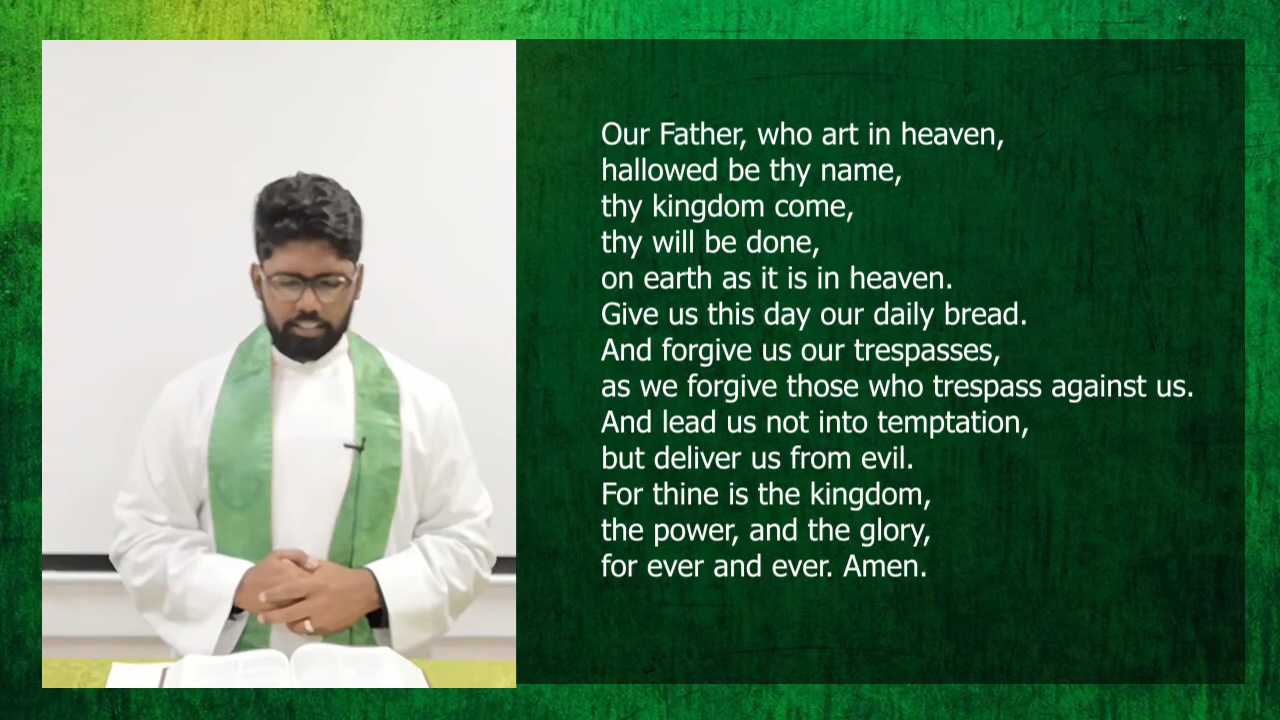 Our Father, who art in heaven,
hallowed be thy name,
thy kingdom come,
thy will be done,
on earth as it is in heaven.
Give us this day our daily bread.
And forgive us our trespasses,
as we forgive those who trespass against us.
And lead us not into temptation,
but deliver us from evil.
For thine is the kingdom,
the power, and the glory,
for ever and ever. Amen.